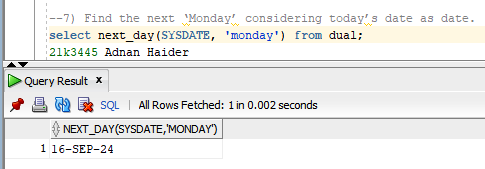 --7) Find the next ‘Monday’ considering today’s date as date.
select next_day(SYSDATE, 'monday') from dual;
21k3445 Adnan Haider
Query Result ×
SQL | All Rows Fetched: 1 in 0.002 seconds
NEXT_DAY(SYSDATE,'MONDAY')
1 16-SEP-24